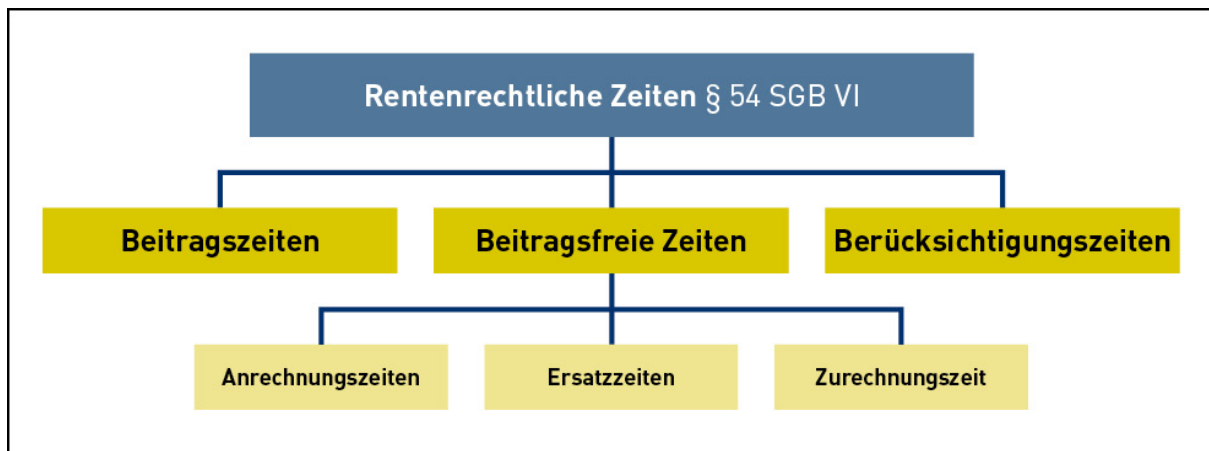 Rentenrechtliche Zeiten § 54 SGB VI
Beitragszeiten
Beitragsfreie Zeiten
Berücksichtigungszeiten
Anrechnungszeiten
Ersatzzeiten
Zurechnungszeit